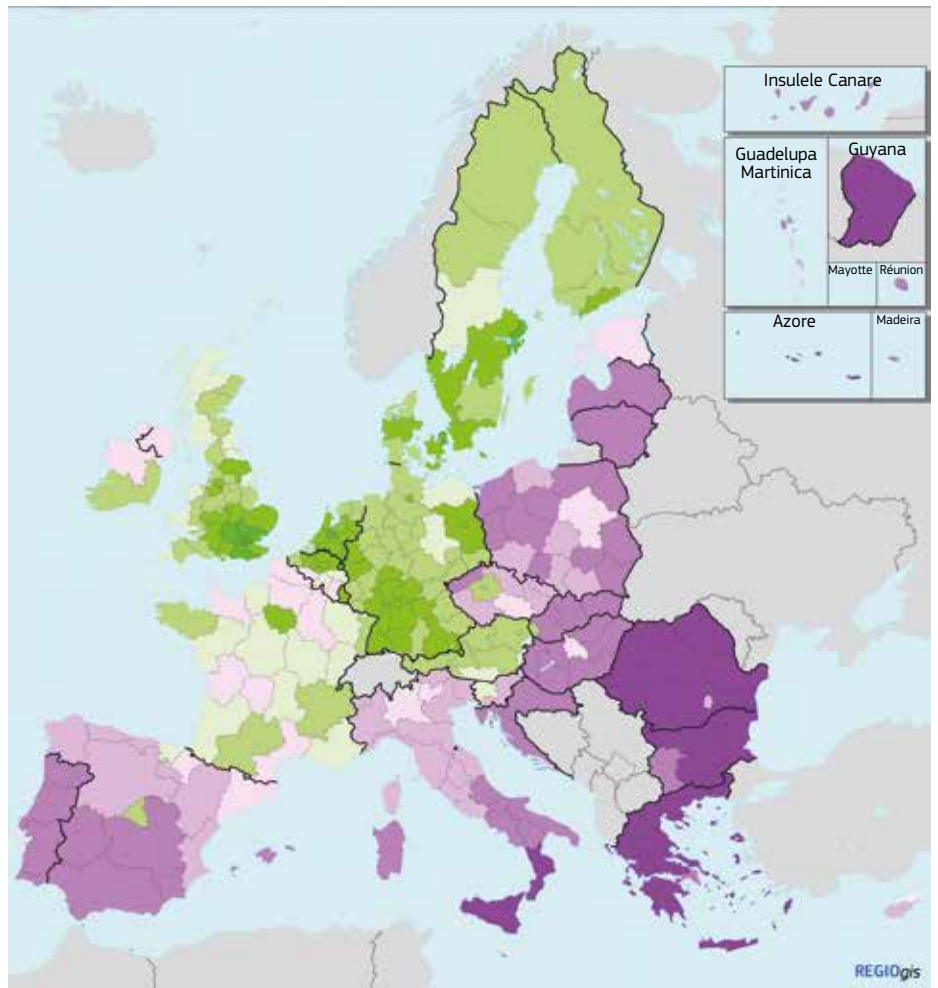 Insulele Canare
Guadelupa
Martinica
Guyana
Mayotte
Réunion
Azore
Madeira
REGIOgis